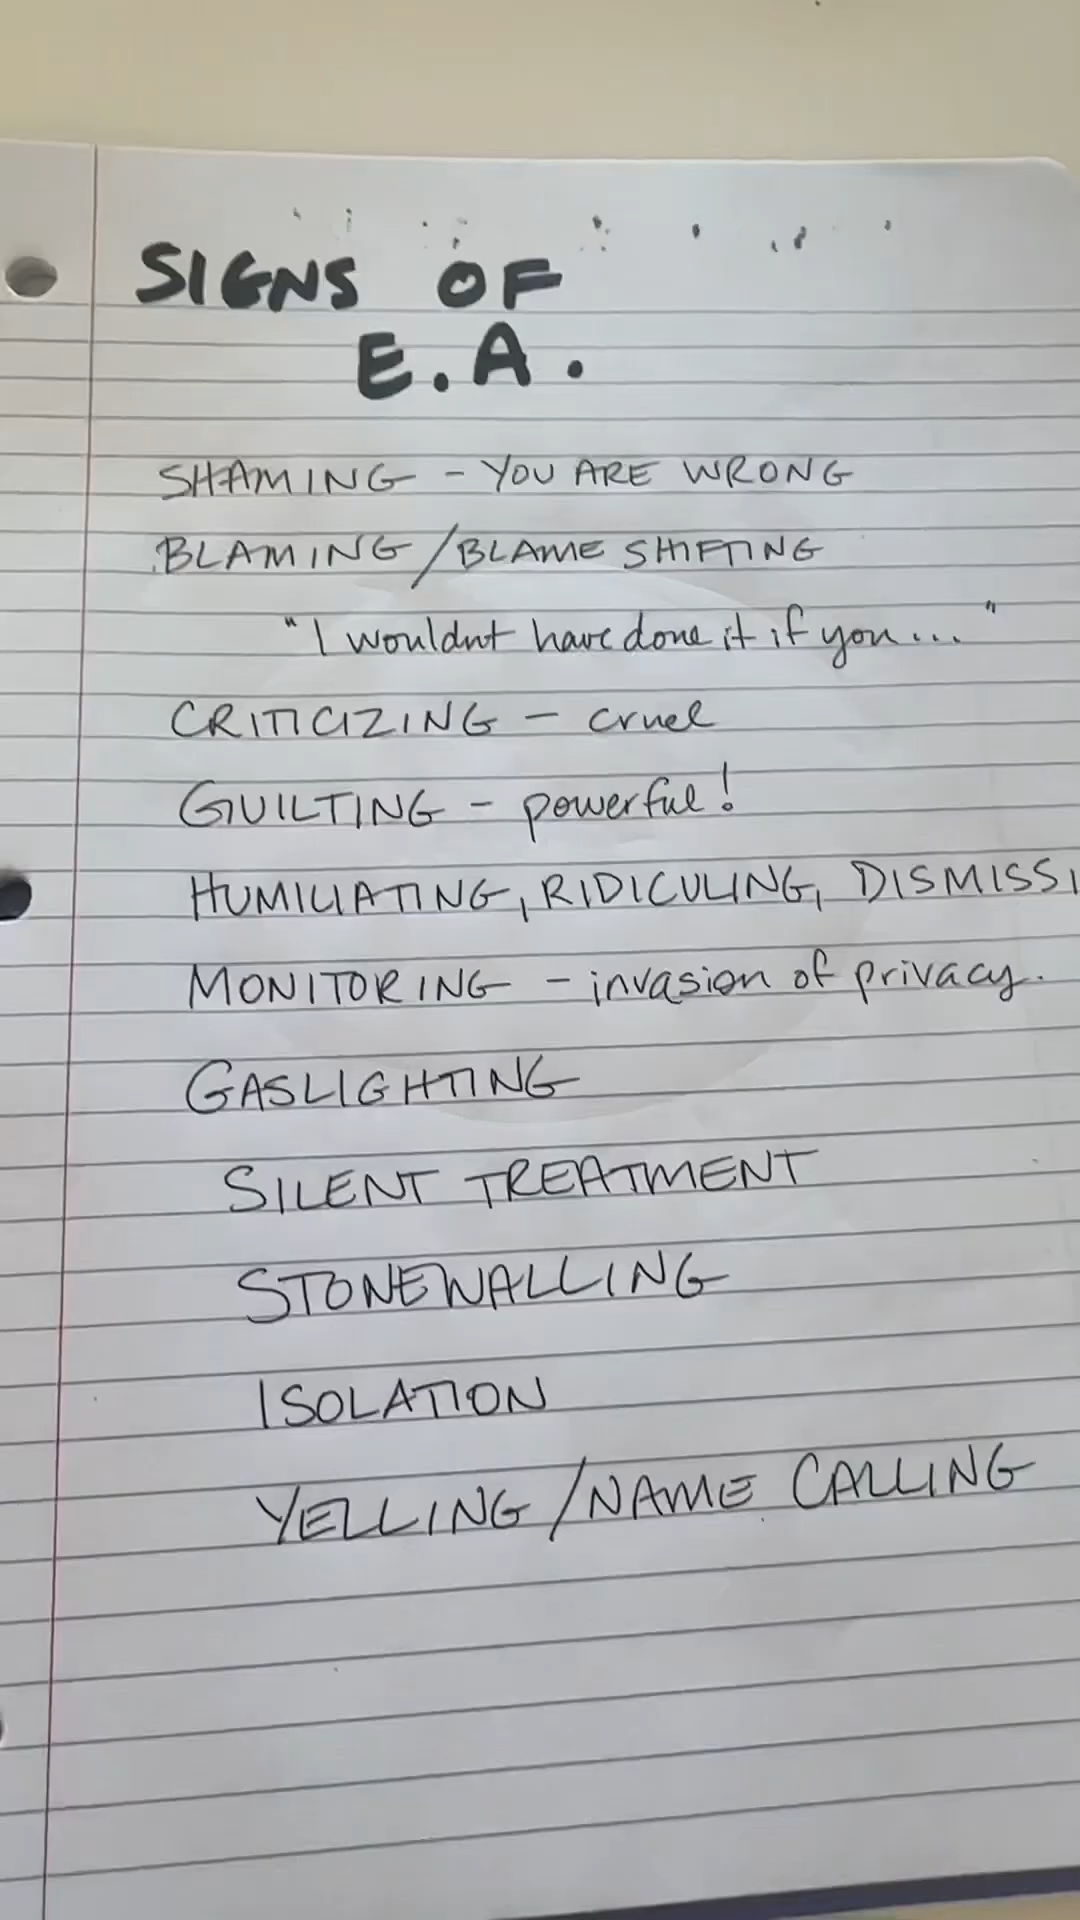 SIGNS OF
E.A.
SHAMING - YOU ARE WRONG
BLAMING/BLAME SHIFTING
"I wouldnt have done it if you..."
CRITICIZING - cruel
GUILTING - powerful!
HUMILIATING, RIDICULING, DISMISSI
MONITORING - invasion of privacy.
GASLIGHTING
SILENT TREATMENT
STONEWALLING
ISOLATION
YELLING/NAME CALLING